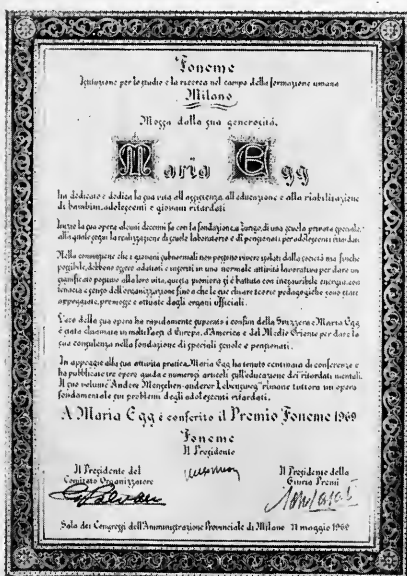 Foneme
Istituzione per lo studio e la ricerca nel campo della formazione umana
Milano
Mossa dalla sua generosità,
Maria Egg
ha dedicato e dedica la sua vita all'assistenza, all'educazione e alla riabilitazione
di bambini, adolescenti e giovani ritardati
Iniziò la sua opera alcuni decenni fa con la fondazione a Zurigo, di una scuola privata speciale,
alla quale seguì la realizzazione di scuole laboratorio e di pensionati per adolescenti ritardati.
Nella convinzione che i giovani subnormali non possono vivere isolati dalla società ma finché
possibile, debbono essere adattati e inseriti in una normale attività lavorativa per dare un
significato positivo alla loro vita, questa pioniera si è battuta con inesauribile energia, con
tenacia e senso dell'organizzazione fino a che le sue chiare teorie pedagogiche sono state
appoggiate, promosse e attuate dagli organi ufficiali.
L'eco della sua opera ha rapidamente superato i confini della Svizzera e Maria Egg
è stata chiamata in molti Paesi d'Europa, d'America e del Medio Oriente per dare la
sua consulenza nella fondazione di speciali scuole e pensionati.
In appoggio alla sua attività pratica, Maria Egg ha tenuto centinaia di conferenze e
ha pubblicato tre opere guida e numerosi articoli sull'educazione dei ritardati mentali.
Il suo volume "Andere Menschen anderer Lebensweg" rimane tuttora un'opera
fondamentale sui problemi degli adolescenti ritardati.
A Maria Egg è conferito il Premio Foneme 1969
Foneme
Il Presidente
Il Presidente del
Comitato Organizzatore
Il Presidente della
Giuria Premi
Sala dei Congressi dell'Amministrazione Provinciale di Milano 11 maggio 1969